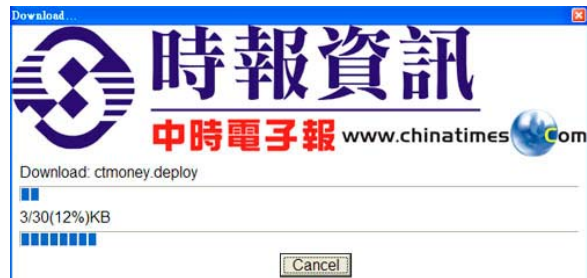 Download...
時報資訊
中時電子報 www.chinatimes.com
Download: ctmoney.deploy
3/30(12%)KB
Cancel